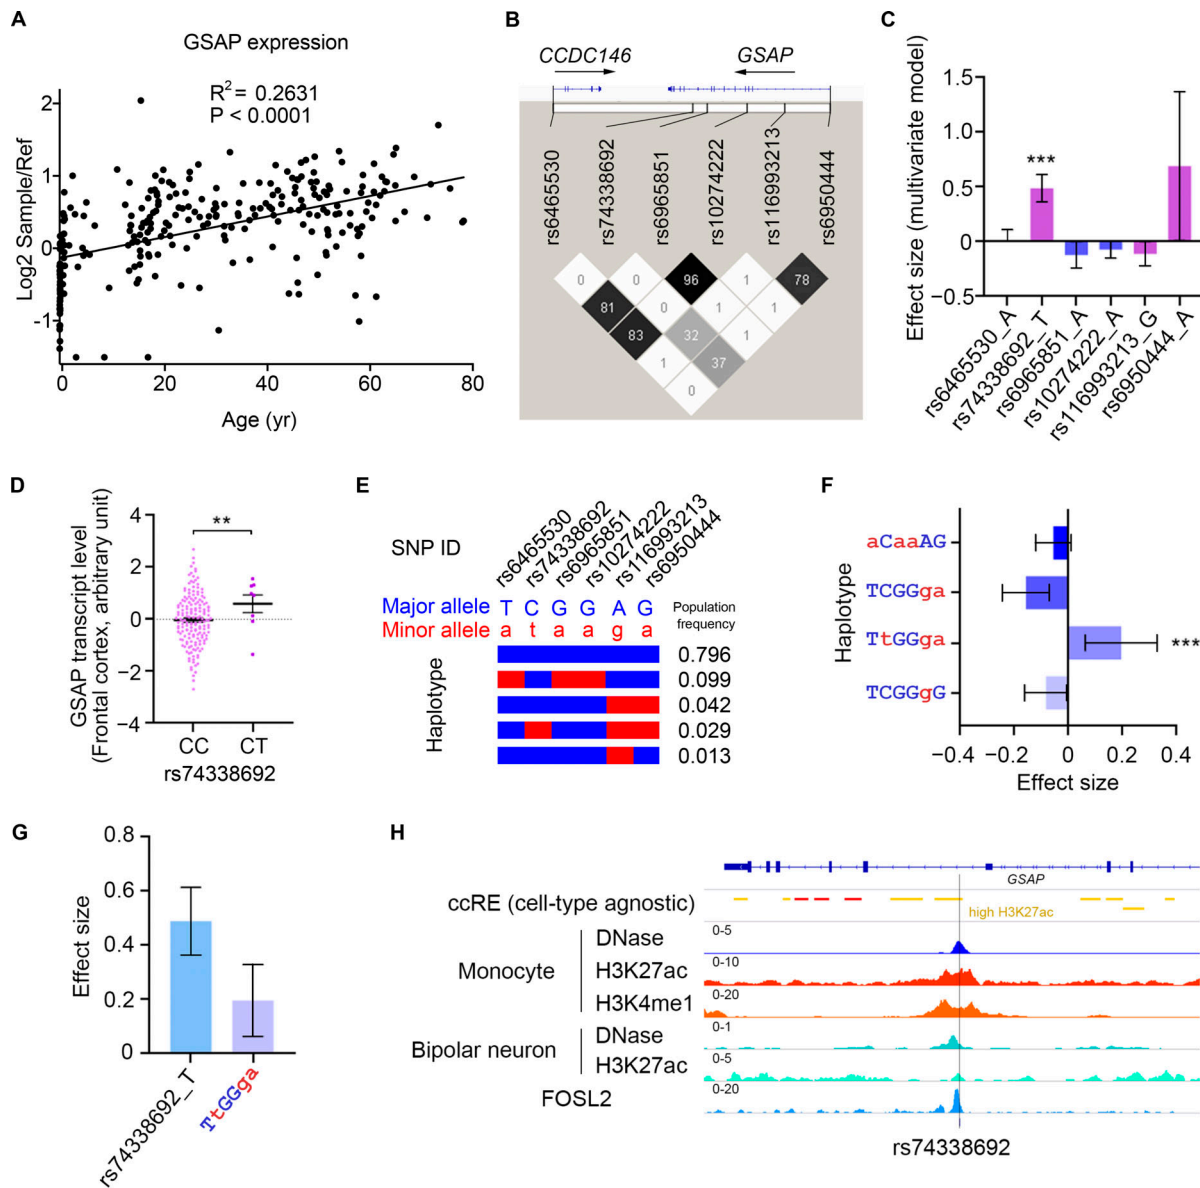 A
GSAP expression
R² = 0.2631
P < 0.0001
Log2 Sample/Ref
2
1
0
-1
0 20 40 60 80
Age (yr)
B
CCDC146 GSAP
rs6465530
rs74338692
rs6965851
rs10274222
rs116993213
rs6950444
0 0 96 1 78
81 0 1 1
83 32 1
1 37
0
C
Effect size (multivariate model)
1.5
1.0
0.5
0
−0.5
***
rs6465530_A
rs74338692_T
rs6965851_A
rs10274222_A
rs116993213_G
rs6950444_A
D
GSAP transcript level
(Frontal cortex, arbitrary unit)
4
2
0
−2
−4
**
CC CT
rs74338692
E
SNP ID
rs6465530
rs74338692
rs6965851
rs10274222
rs116993213
rs6950444
Major allele T C G G A G
Minor allele a t a a g a
Population
frequency
Haplotype
0.796
0.099
0.042
0.029
0.013
F
Haplotype
aCaaAG
TCGGga
TtGGga
TCGGgG
***
−0.4 −0.2 0 0.2 0.4
Effect size
G
Effect size
0.8
0.6
0.4
0.2
0
rs74338692_T
TtGGga
H
GSAP
ccRE (cell-type agnostic)
high H3K27ac
Monocyte
DNase
0-5
H3K27ac
0-10
H3K4me1
0-20
Bipolar neuron
DNase
0-1
H3K27ac
0-5
FOSL2
0-20
rs74338692